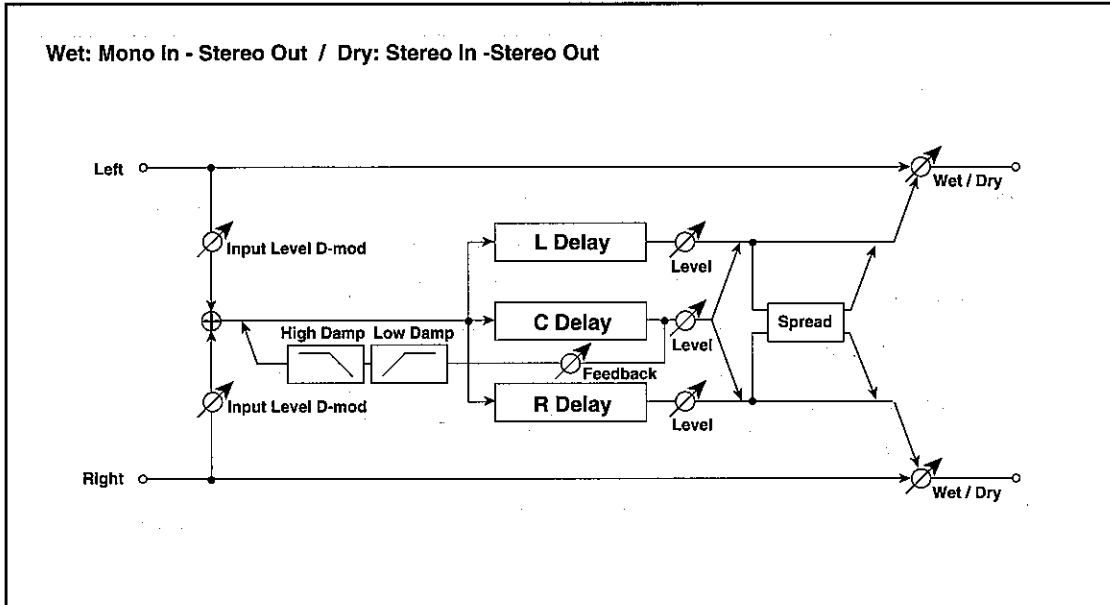 Wet: Mono In - Stereo Out / Dry: Stereo In -Stereo Out
Left
Wet / Dry
Input Level D-mod
L Delay
Level
High Damp
Low Damp
C Delay
Level
Spread
Feedback
Input Level D-mod
R Delay
Level
Right
Wet / Dry